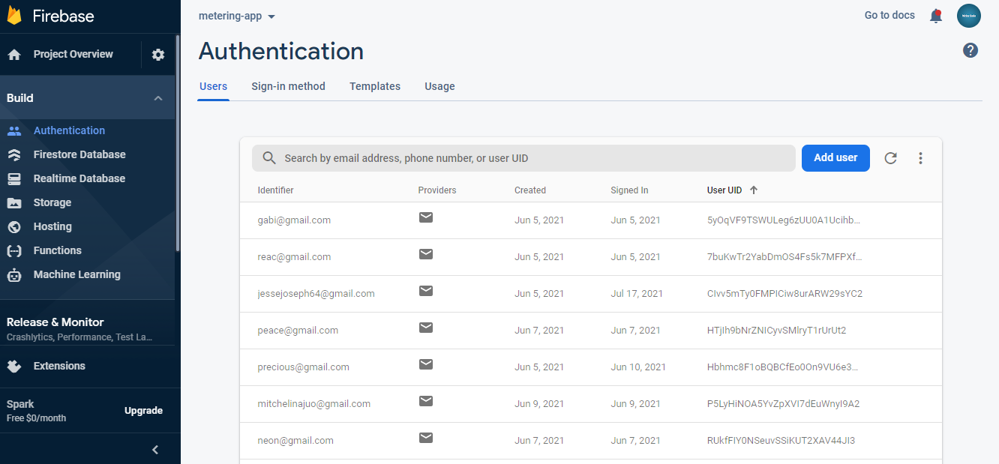 Firebase
Project Overview
Build
Authentication
Firestore Database
Realtime Database
Storage
Hosting
Functions
Machine Learning
Release & Monitor
Crashlytics, Performance, Test La...
Extensions
Spark
Free $0/month
Upgrade
metering-app
Go to docs
Authentication
Users Sign-in method Templates Usage
Search by email address, phone number, or user UID Add user
Identifier Providers Created Signed In User UID
gabi@gmail.com Jun 5, 2021 Jun 5, 2021 5yOqVF9TSWULeg6zUU0A1Ucihb...
reac@gmail.com Jun 5, 2021 Jun 5, 2021 7buKwTr2YabDmOS4Fs5k7MFPXf...
jessejoseph64@gmail.com Jun 5, 2021 Jul 17, 2021 CIvv5mTy0FMPICiw8urARW29sYC2
peace@gmail.com Jun 7, 2021 Jun 7, 2021 HTjIh9bNrZNICyvSMlryT1rUrUt2
precious@gmail.com Jun 5, 2021 Jun 10, 2021 Hbhmc8F1oBQBCfEo0On9VU6e3...
mitchelinajuo@gmail.com Jun 9, 2021 Jun 9, 2021 P5LyHiNOA5YvZpXVI7dEuWnyI9A2
neon@gmail.com Jun 7, 2021 Jun 7, 2021 RUkfFIY0NSeuvSSiKUT2XAV44JI3